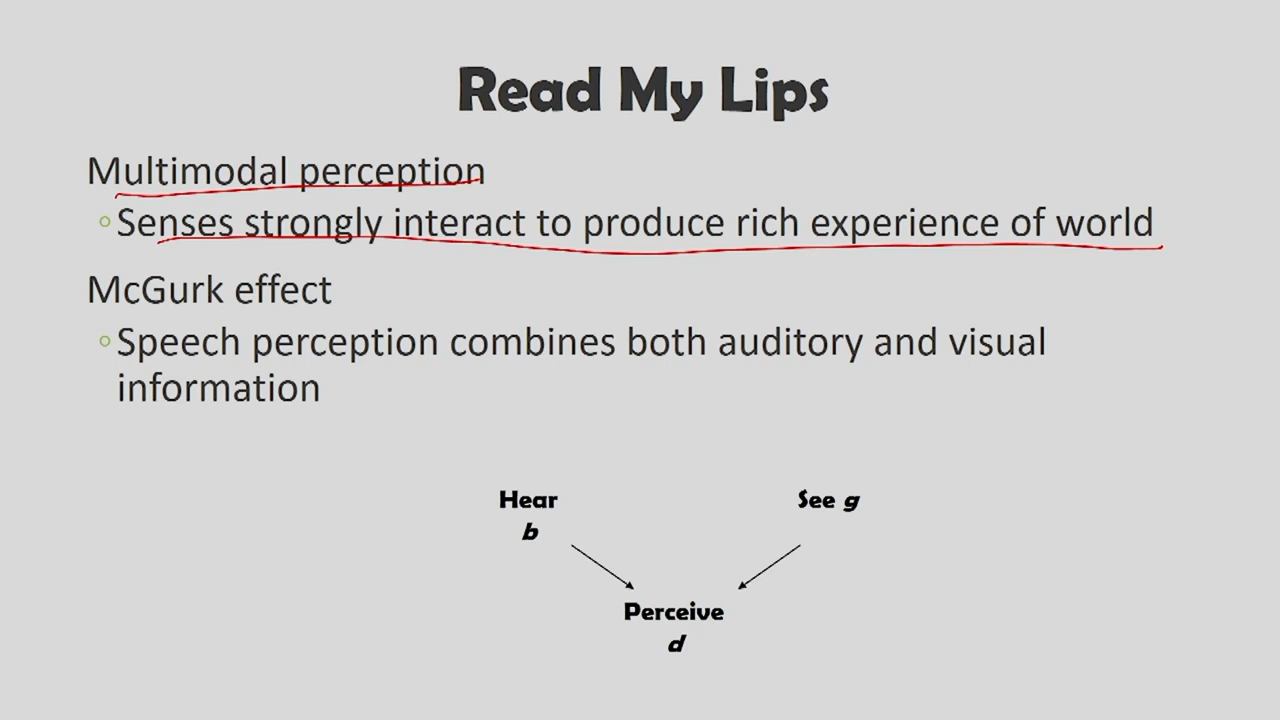 Read My Lips
Multimodal perception
◦Senses strongly interact to produce rich experience of world
McGurk effect
◦Speech perception combines both auditory and visual
information
Hear
b
See g
Perceive
d